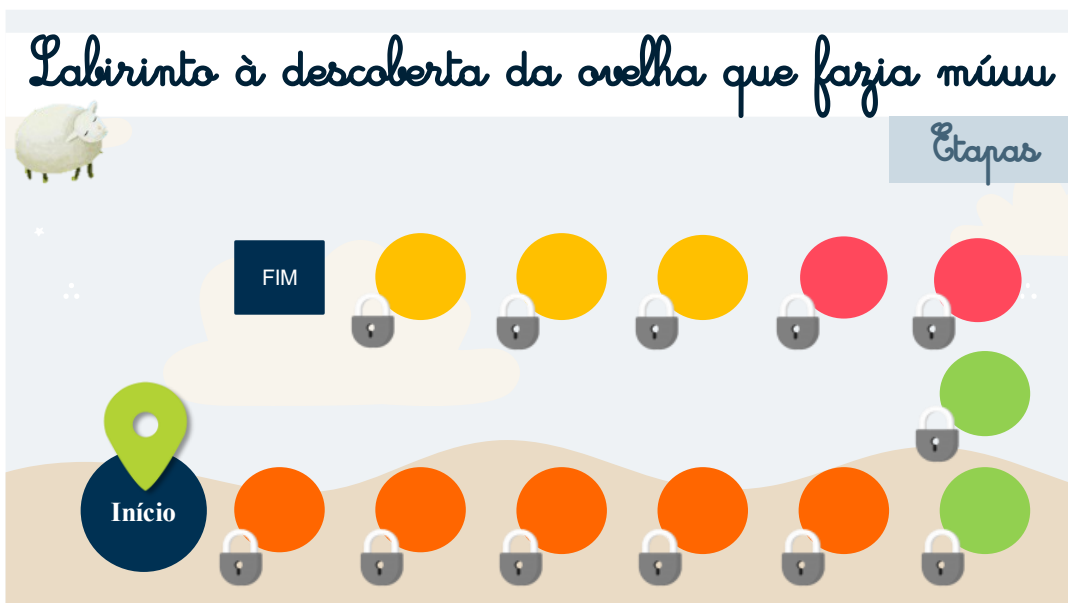 Labirinto à descoberta da ovelha que fazia múuu
Etapas
FIM
Início